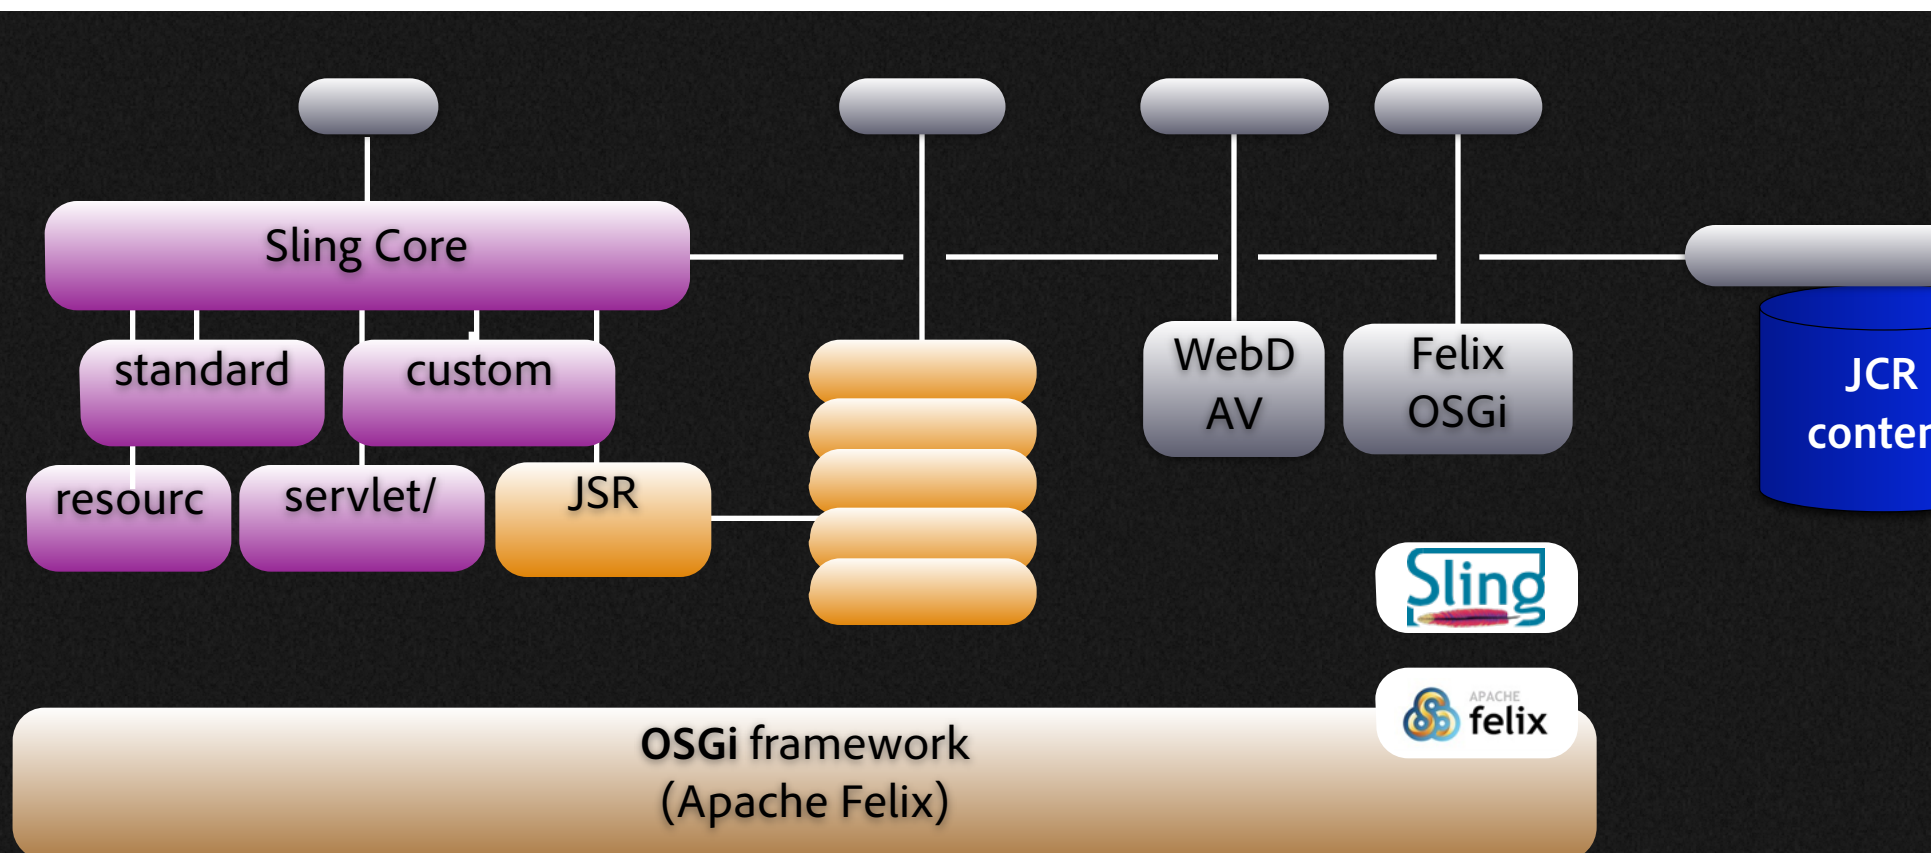 Sling Core
standard
custom
resourc
servlet/
JSR
WebD
AV
Felix
OSGi
JCR
conter
Sling
APACHE
felix
OSGi framework
(Apache Felix)